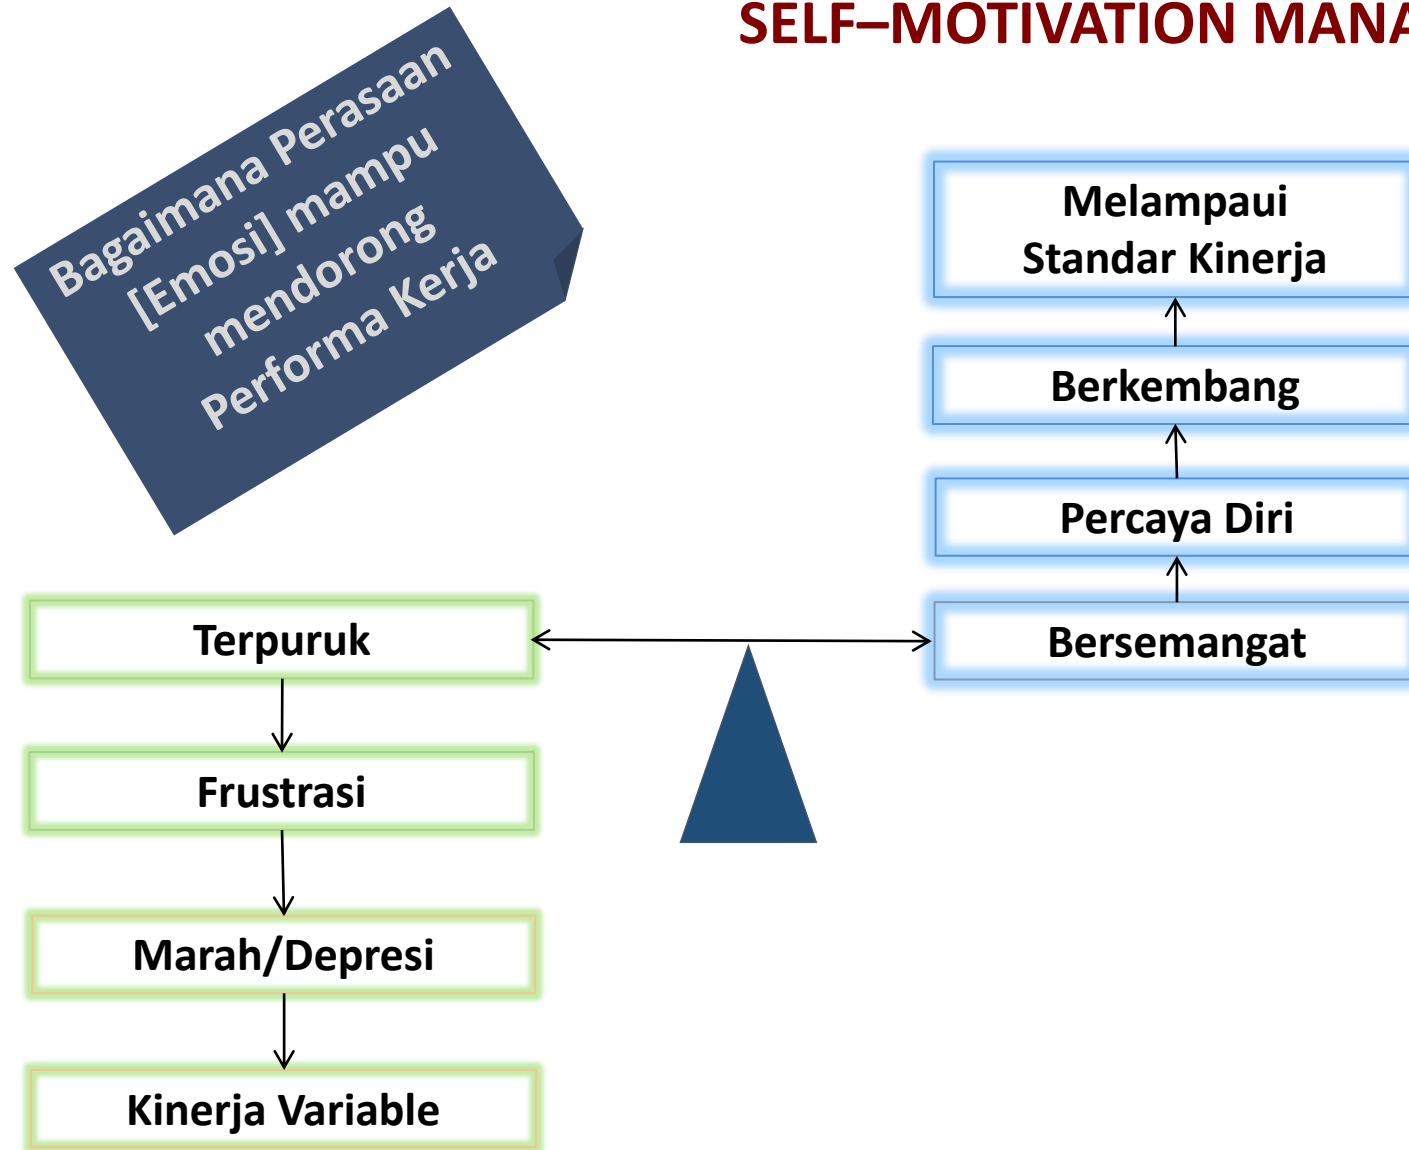 SELF–MOTIVATION MANA
Bagaimana Perasaan
[Emosi] mampu
mendorong
Performa Kerja
Melampaui
Standar Kinerja
Berkembang
Percaya Diri
Bersemangat
Terpuruk
Frustrasi
Marah/Depresi
Kinerja Variable